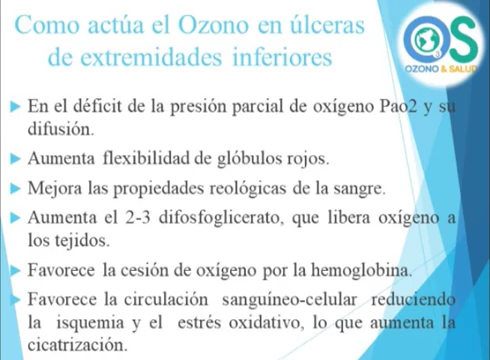 Como actúa el Ozono en úlceras
de extremidades inferiores
OS
OZONO & SALUD
En el déficit de la presión parcial de oxígeno Pao2 y su
difusión.
Aumenta flexibilidad de glóbulos rojos.
Mejora las propiedades reológicas de la sangre.
Aumenta el 2-3 difosfoglicerato, que libera oxígeno a
los tejidos.
Favorece la cesión de oxígeno por la hemoglobina.
Favorece la circulación sanguíneo-celular reduciendo
la isquemia y el estrés oxidativo, lo que aumenta la
cicatrización.